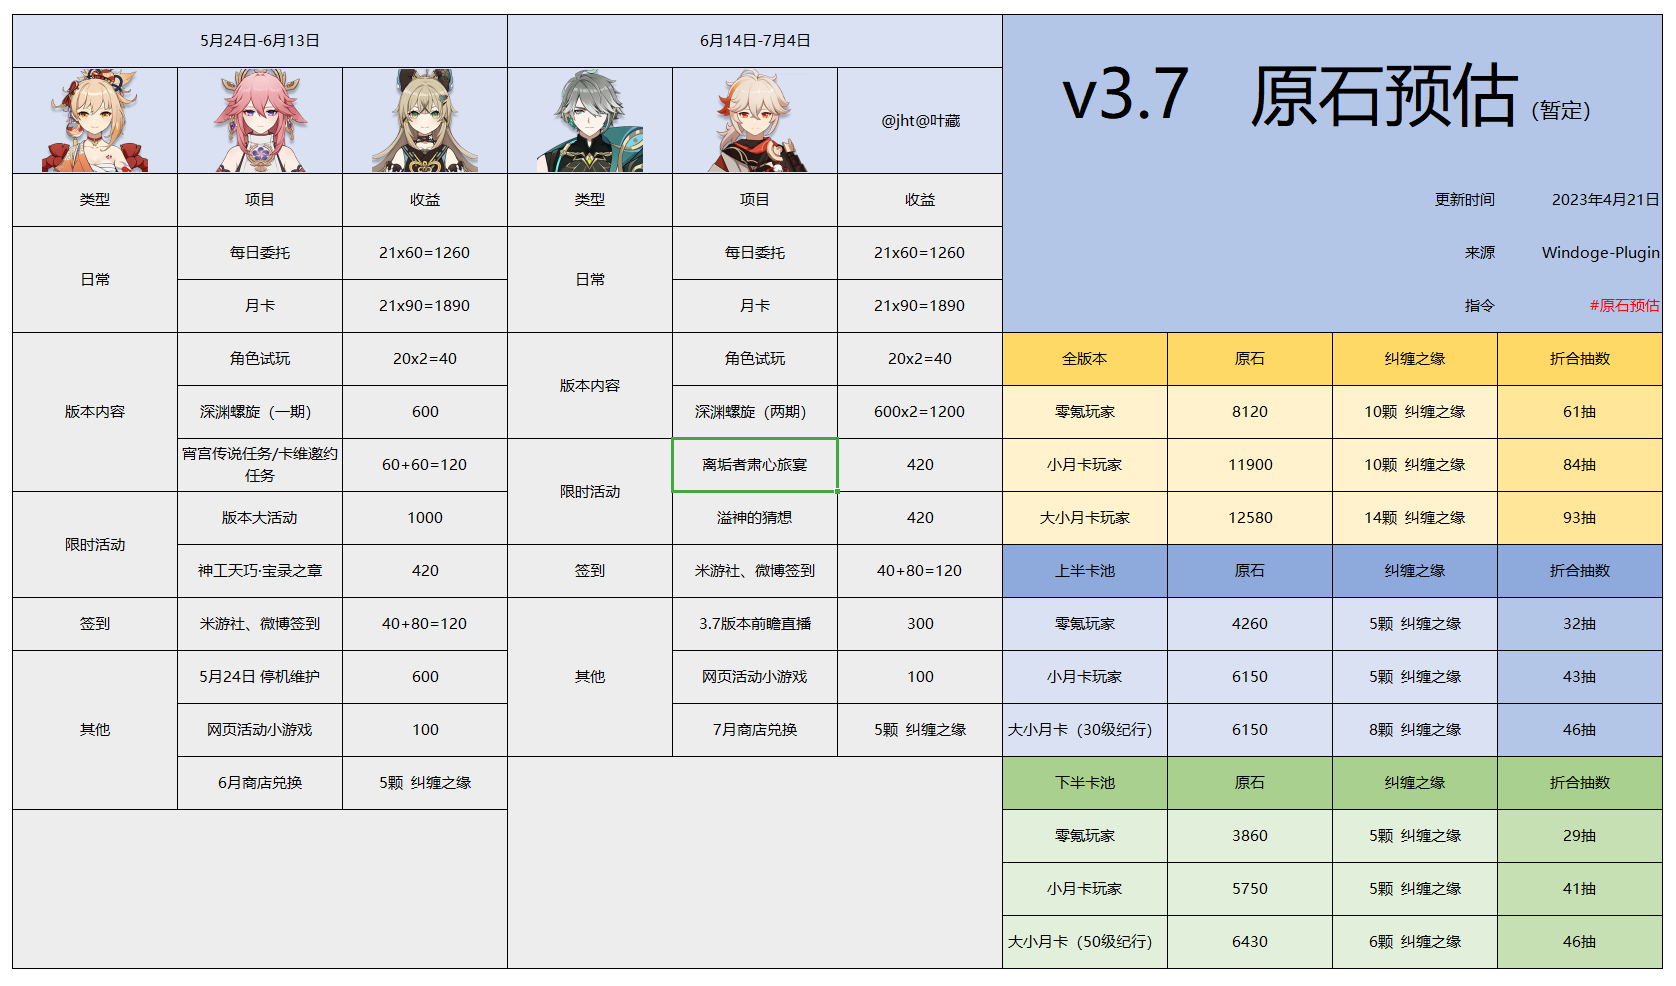 5月24日-6月13日
6月14日-7月4日
v3.7 原石预估（暂定）
@jht@叶藏
更新时间 2023年4月21日
来源 Windoge-Plugin
指令 #原石预估
类型 项目 收益
日常
每日委托 21x60=1260
月卡 21x90=1890
版本内容
角色试玩 20x2=40
深渊螺旋（一期） 600
宵宫传说任务/卡维邀约
任务 60+60=120
限时活动
版本大活动 1000
神工天巧·宝录之章 420
签到 米游社、微博签到 40+80=120
其他
5月24日 停机维护 600
网页活动小游戏 100
6月商店兑换 5颗 纠缠之缘
类型 项目 收益
日常
每日委托 21x60=1260
月卡 21x90=1890
版本内容
角色试玩 20x2=40
深渊螺旋（两期） 600x2=1200
限时活动
离垢者肃心旅宴 420
溢神的猜想 420
签到 米游社、微博签到 40+80=120
其他
3.7版本前瞻直播 300
网页活动小游戏 100
7月商店兑换 5颗 纠缠之缘
全版本 原石 纠缠之缘 折合抽数
零氪玩家 8120 10颗 纠缠之缘 61抽
小月卡玩家 11900 10颗 纠缠之缘 84抽
大小月卡玩家 12580 14颗 纠缠之缘 93抽
上半卡池 原石 纠缠之缘 折合抽数
零氪玩家 4260 5颗 纠缠之缘 32抽
小月卡玩家 6150 5颗 纠缠之缘 43抽
大小月卡（30级纪行） 6150 8颗 纠缠之缘 46抽
下半卡池 原石 纠缠之缘 折合抽数
零氪玩家 3860 5颗 纠缠之缘 29抽
小月卡玩家 5750 5颗 纠缠之缘 41抽
大小月卡（50级纪行） 6430 6颗 纠缠之缘 46抽